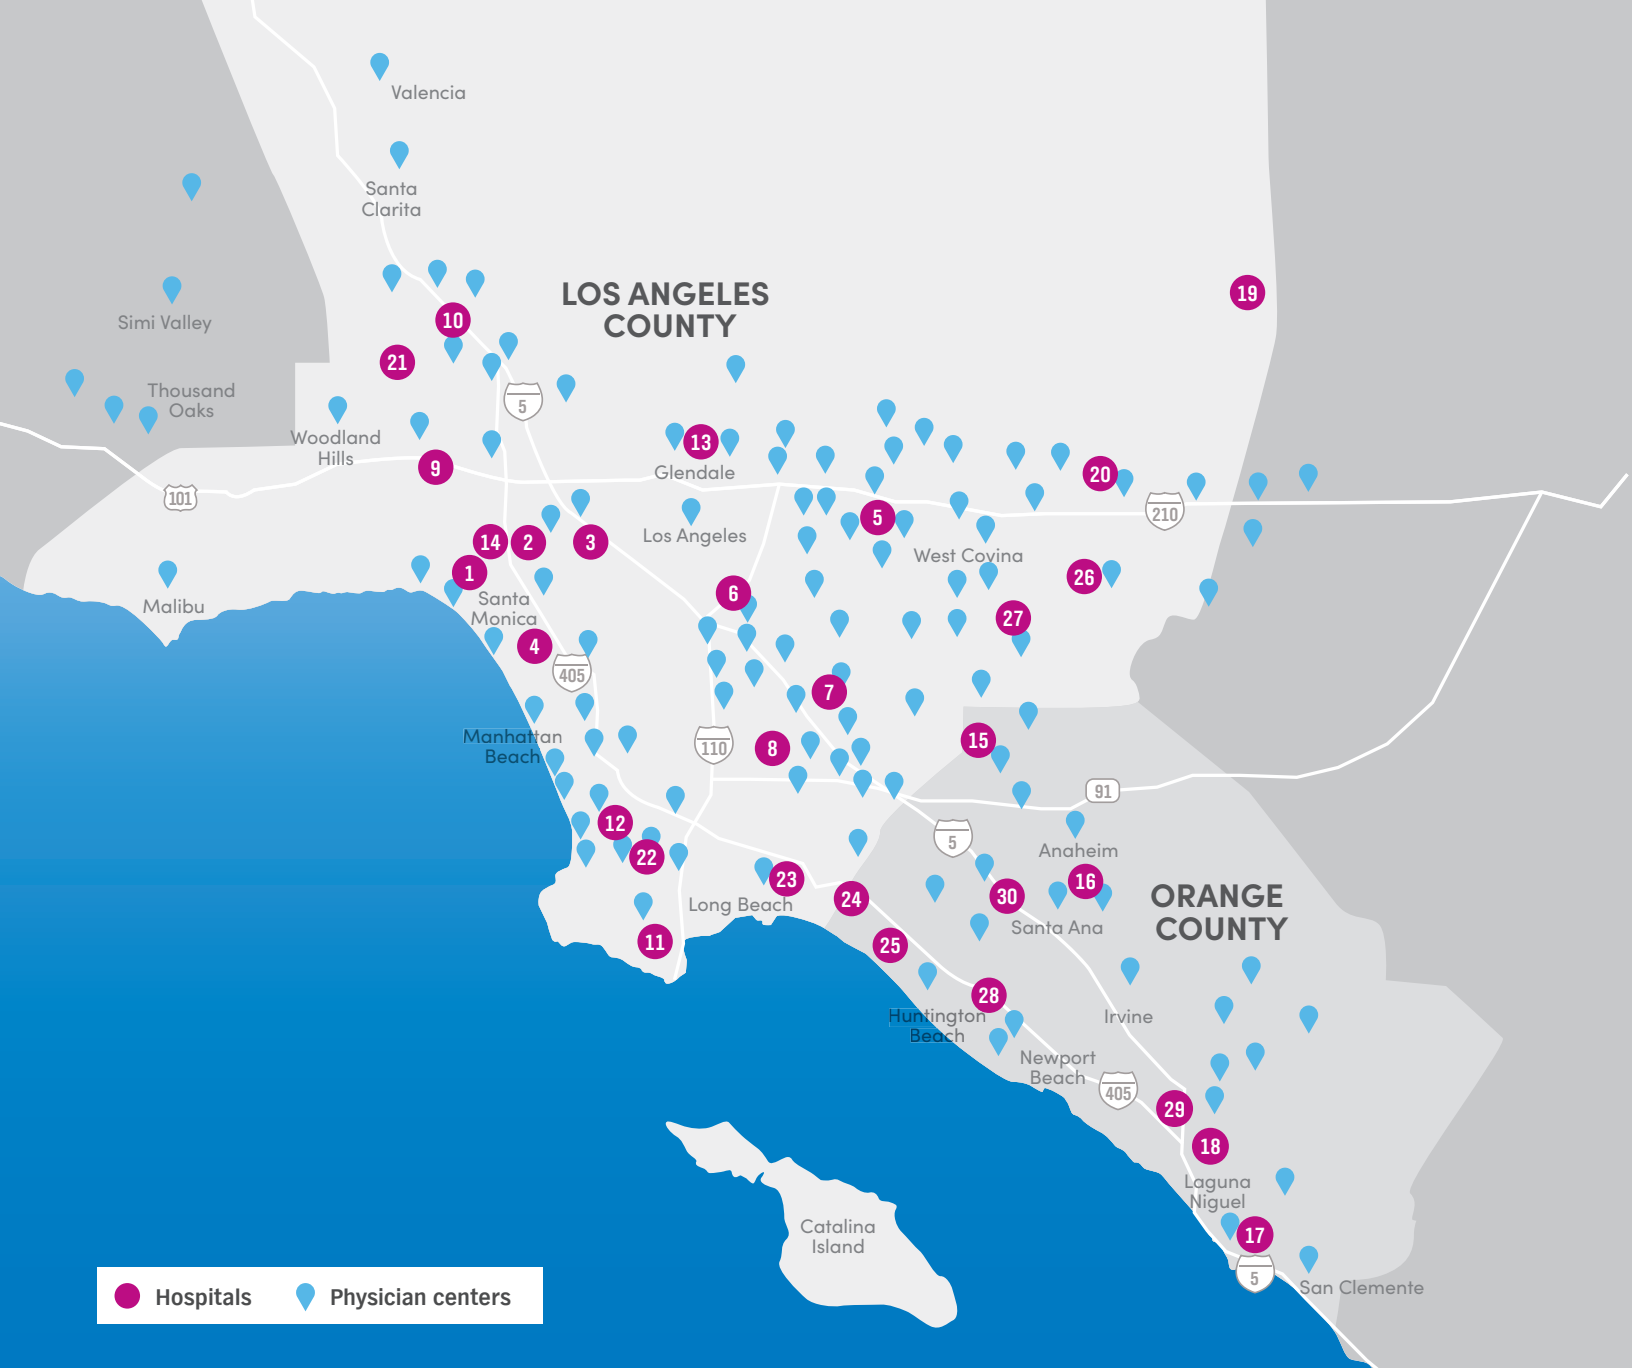 Valencia
Santa
Clarita
LOS ANGELES
COUNTY
19
Simi Valley
10
21
Thousand
Oaks
5
Woodland
Hills
13
Glendale
9
20
101
210
Los Angeles
5
West Covina
14
2
3
1
26
Malibu
Santa
Monica
6
27
4
405
7
Manhattan
Beach
110
8
15
91
12
5
Anaheim
22
23
16
Long Beach
24
30
ORANGE
COUNTY
Santa Ana
11
25
28
Huntington
Beach
Irvine
Newport
Beach
405
29
18
Laguna
Niguel
Catalina
Island
17
5
San Clemente
Hospitals
Physician centers